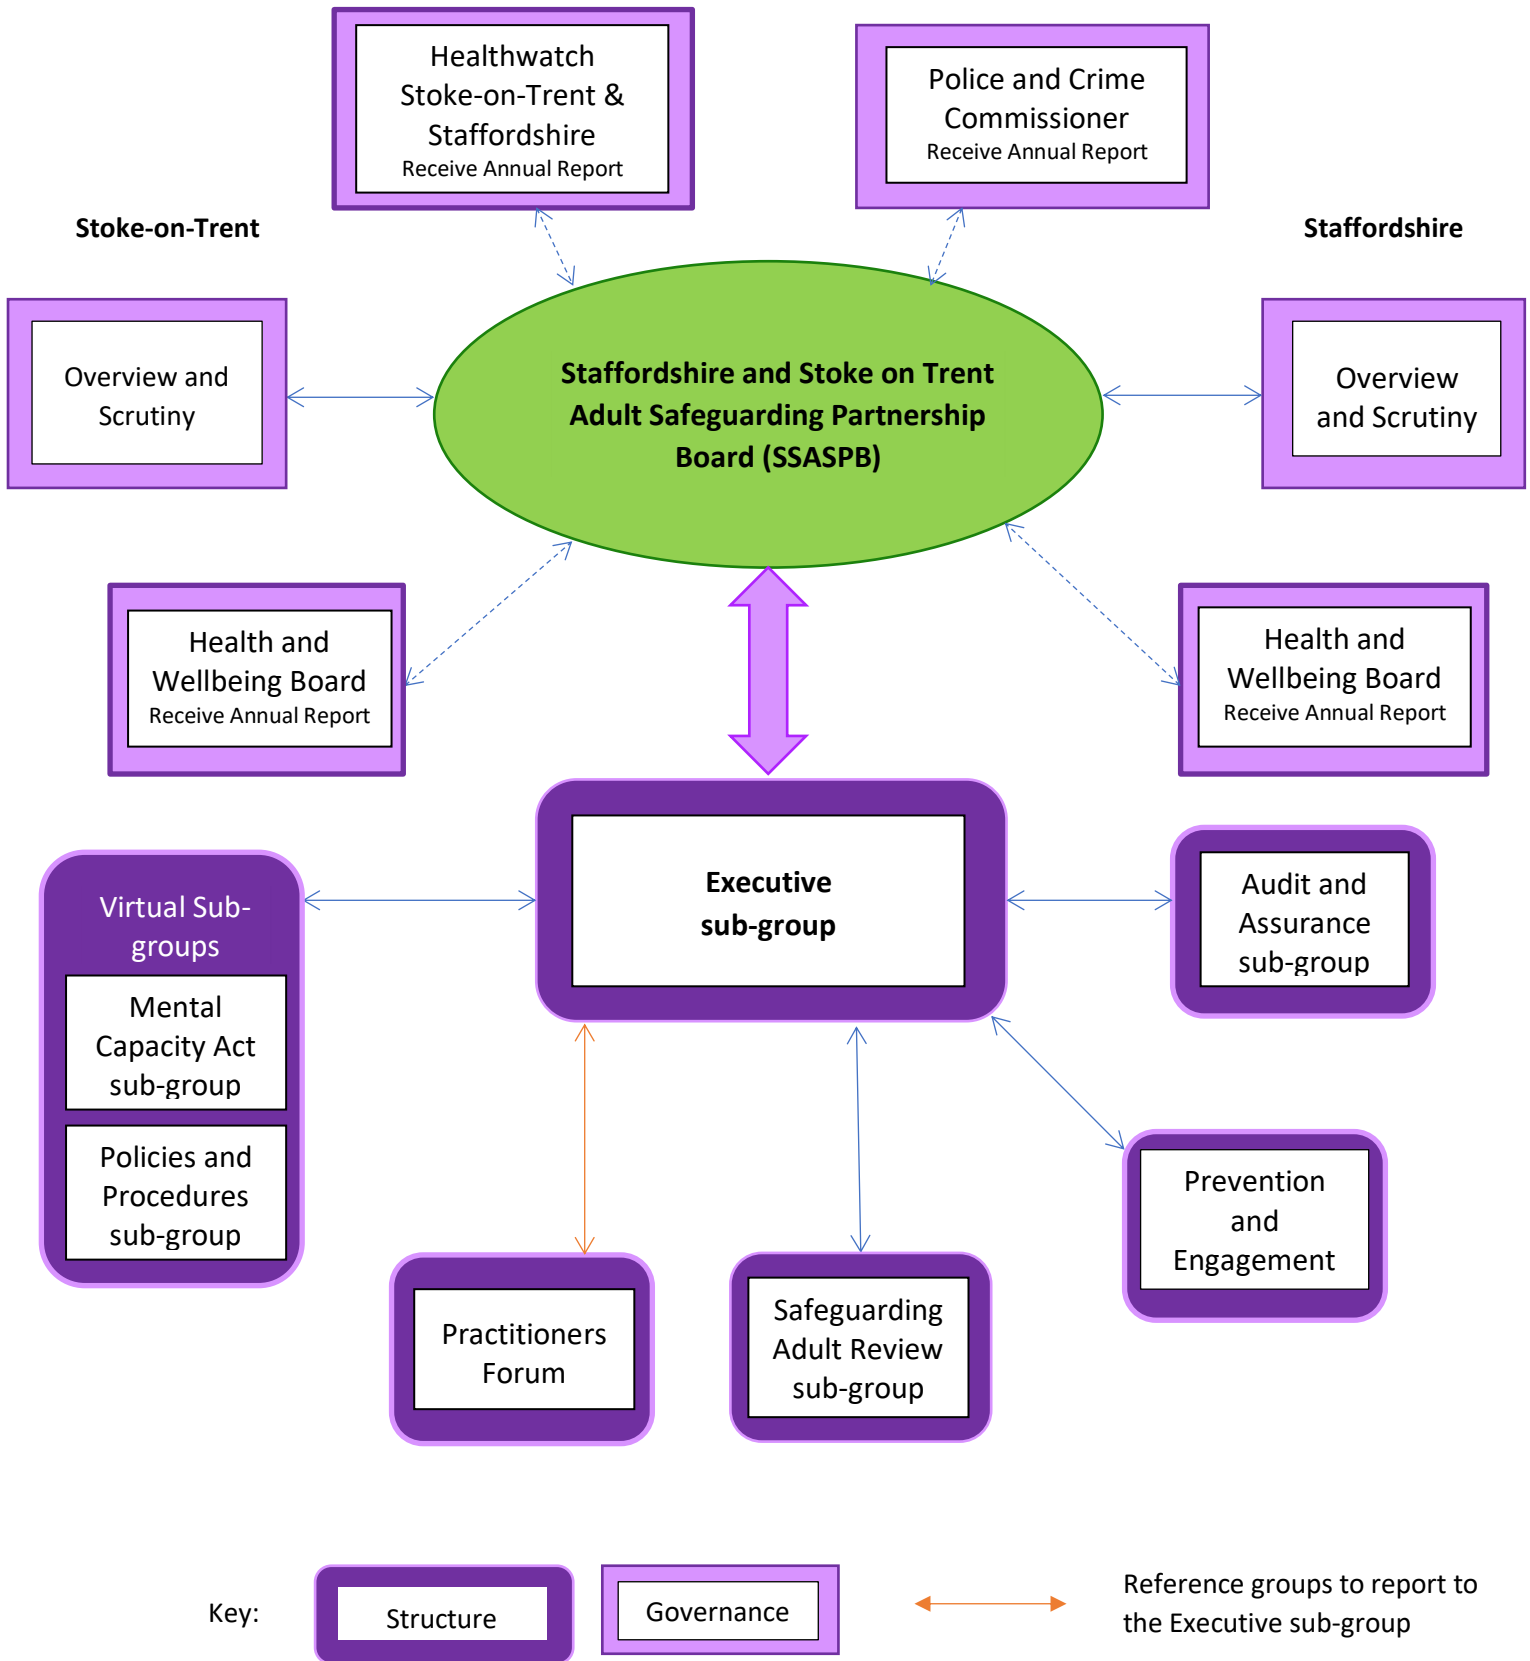 Healthwatch
Stoke-on-Trent &
Staffordshire
Receive Annual Report
Police and Crime
Commissioner
Receive Annual Report
Stoke-on-Trent
Staffordshire
Overview and
Scrutiny
Staffordshire and Stoke on Trent
Adult Safeguarding Partnership
Board (SSASPB)
Overview
and Scrutiny
Health and
Wellbeing Board
Receive Annual Report
Health and
Wellbeing Board
Receive Annual Report
Executive
sub-group
Virtual Sub-
groups
Mental
Capacity Act
sub-group
Policies and
Procedures
sub-group
Audit and
Assurance
sub-group
Prevention
and
Engagement
Practitioners
Forum
Safeguarding
Adult Review
sub-group
Key:
Structure
Governance
Reference groups to report to
the Executive sub-group